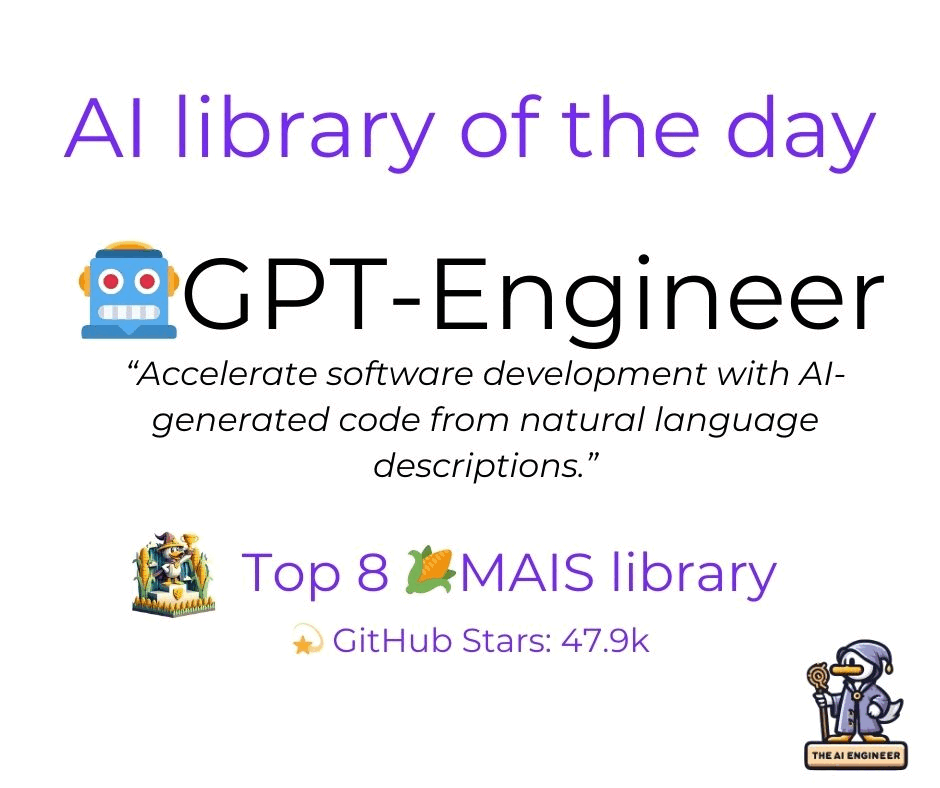 AI library of the day
🤖GPT-Engineer
“Accelerate software development with AI-
generated code from natural language
descriptions.”
Top 8 🌽MAIS library
💫 GitHub Stars: 47.9k
THE AI ENGINEER